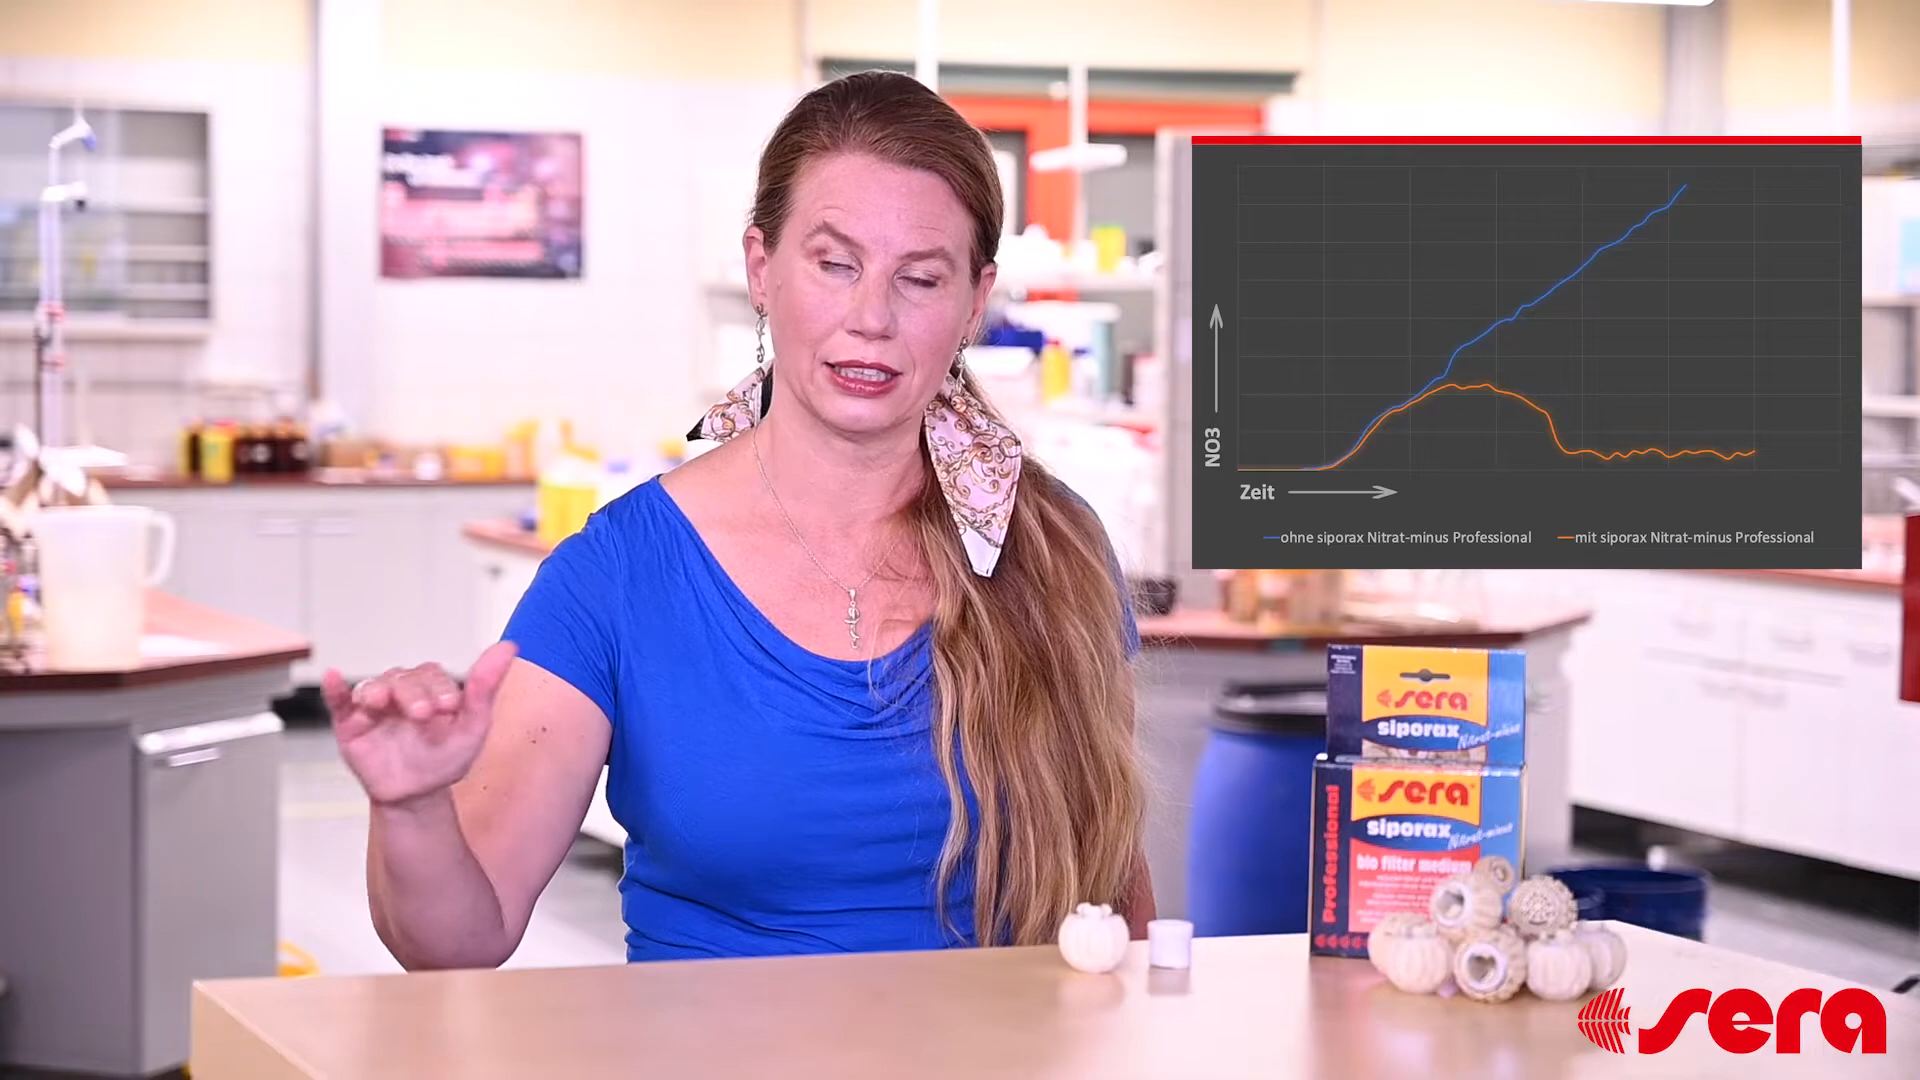 NO3
Zeit
ohne siporax Nitrat-minus Professional
mit siporax Nitrat-minus Professional
sera
siporax
Nitrat-minus
sera
siporax
Nitrat-minus
Professional
bio filter medium
sera